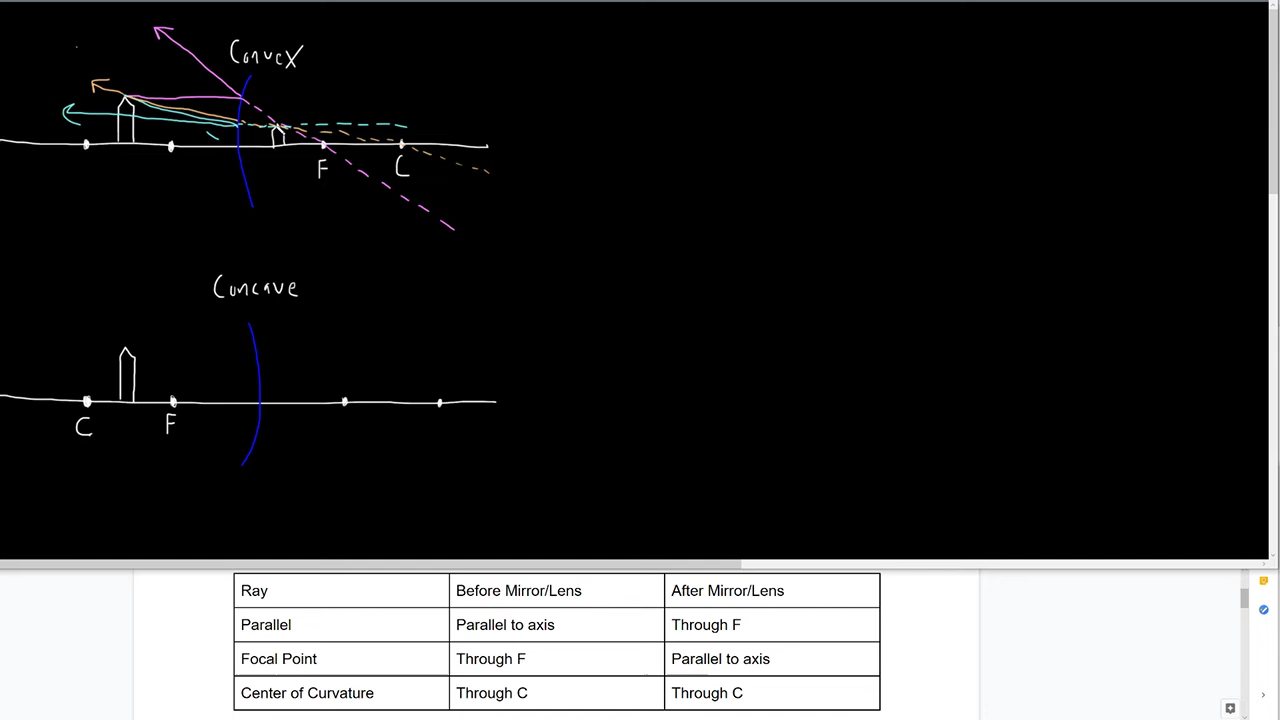 Convex
F
C
Concave
C
F
Ray Before Mirror/Lens After Mirror/Lens
Parallel Parallel to axis Through F
Focal Point Through F Parallel to axis
Center of Curvature Through C Through C